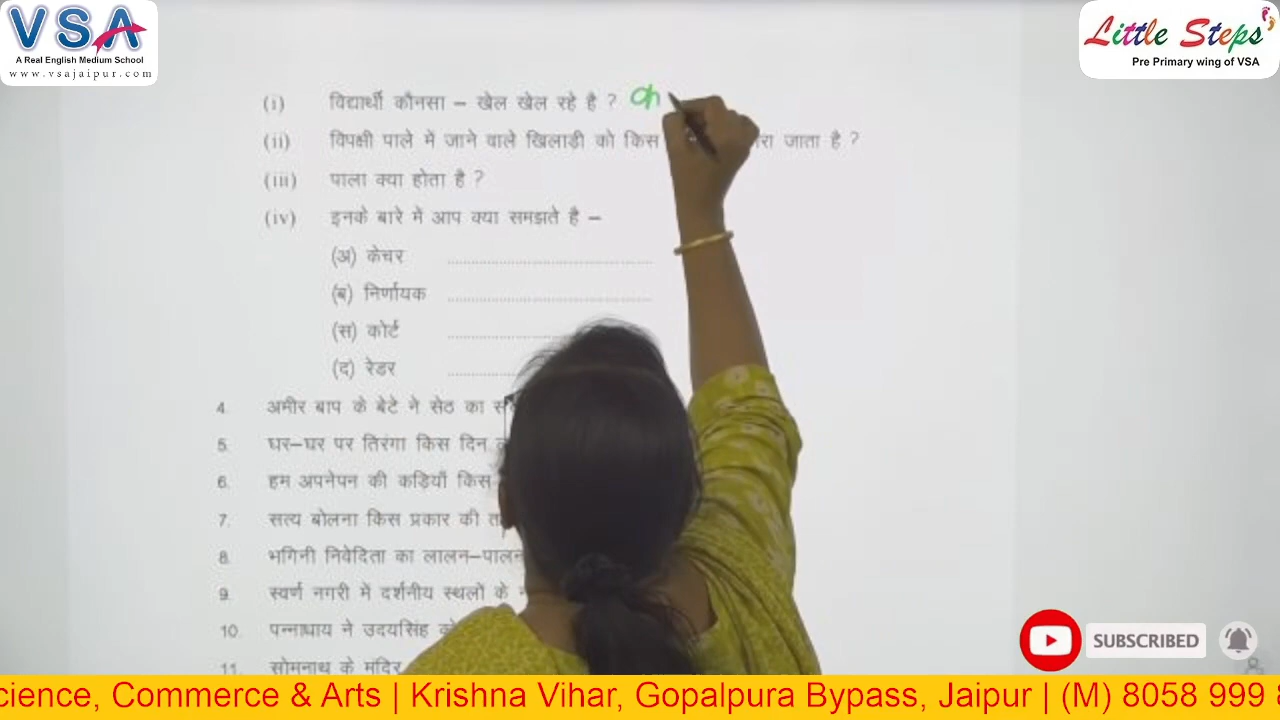 VSA
A Real English Medium School
www.vsajaipur.com
Little Steps
Pre Primary wing of VSA
(i) विद्यार्थी कौनसा – खेल खेल रहे है ? क
(ii) विपक्षी पाले में जाने वाले खिलाडी को किस जाता है ?
(iii) पाला क्या होता है ?
(iv) इनके बारे में आप क्या समझते है –
(अ) केचर ....................
(ब) निर्णायक ....................
(स) कोर्ट ....................
(द) रेडर ....................
4. अमीर बाप के बेटे ने सेठ का
5. घर–घर पर तिरंगा किस दिन
6. हम अपनेपन की कड़ियाँ किस
7. सत्य बोलना किस प्रकार की
8. भगिनी निवेदिता का लालन–पालन
9. स्वर्ण नगरी में दर्शनीय स्थलों के
10. पन्नाधाय ने उदयसिंह
11. सोमनाथ के मंदिर
SUBSCRIBED
cience, Commerce & Arts | Krishna Vihar, Gopalpura Bypass, Jaipur | (M) 8058 999 8